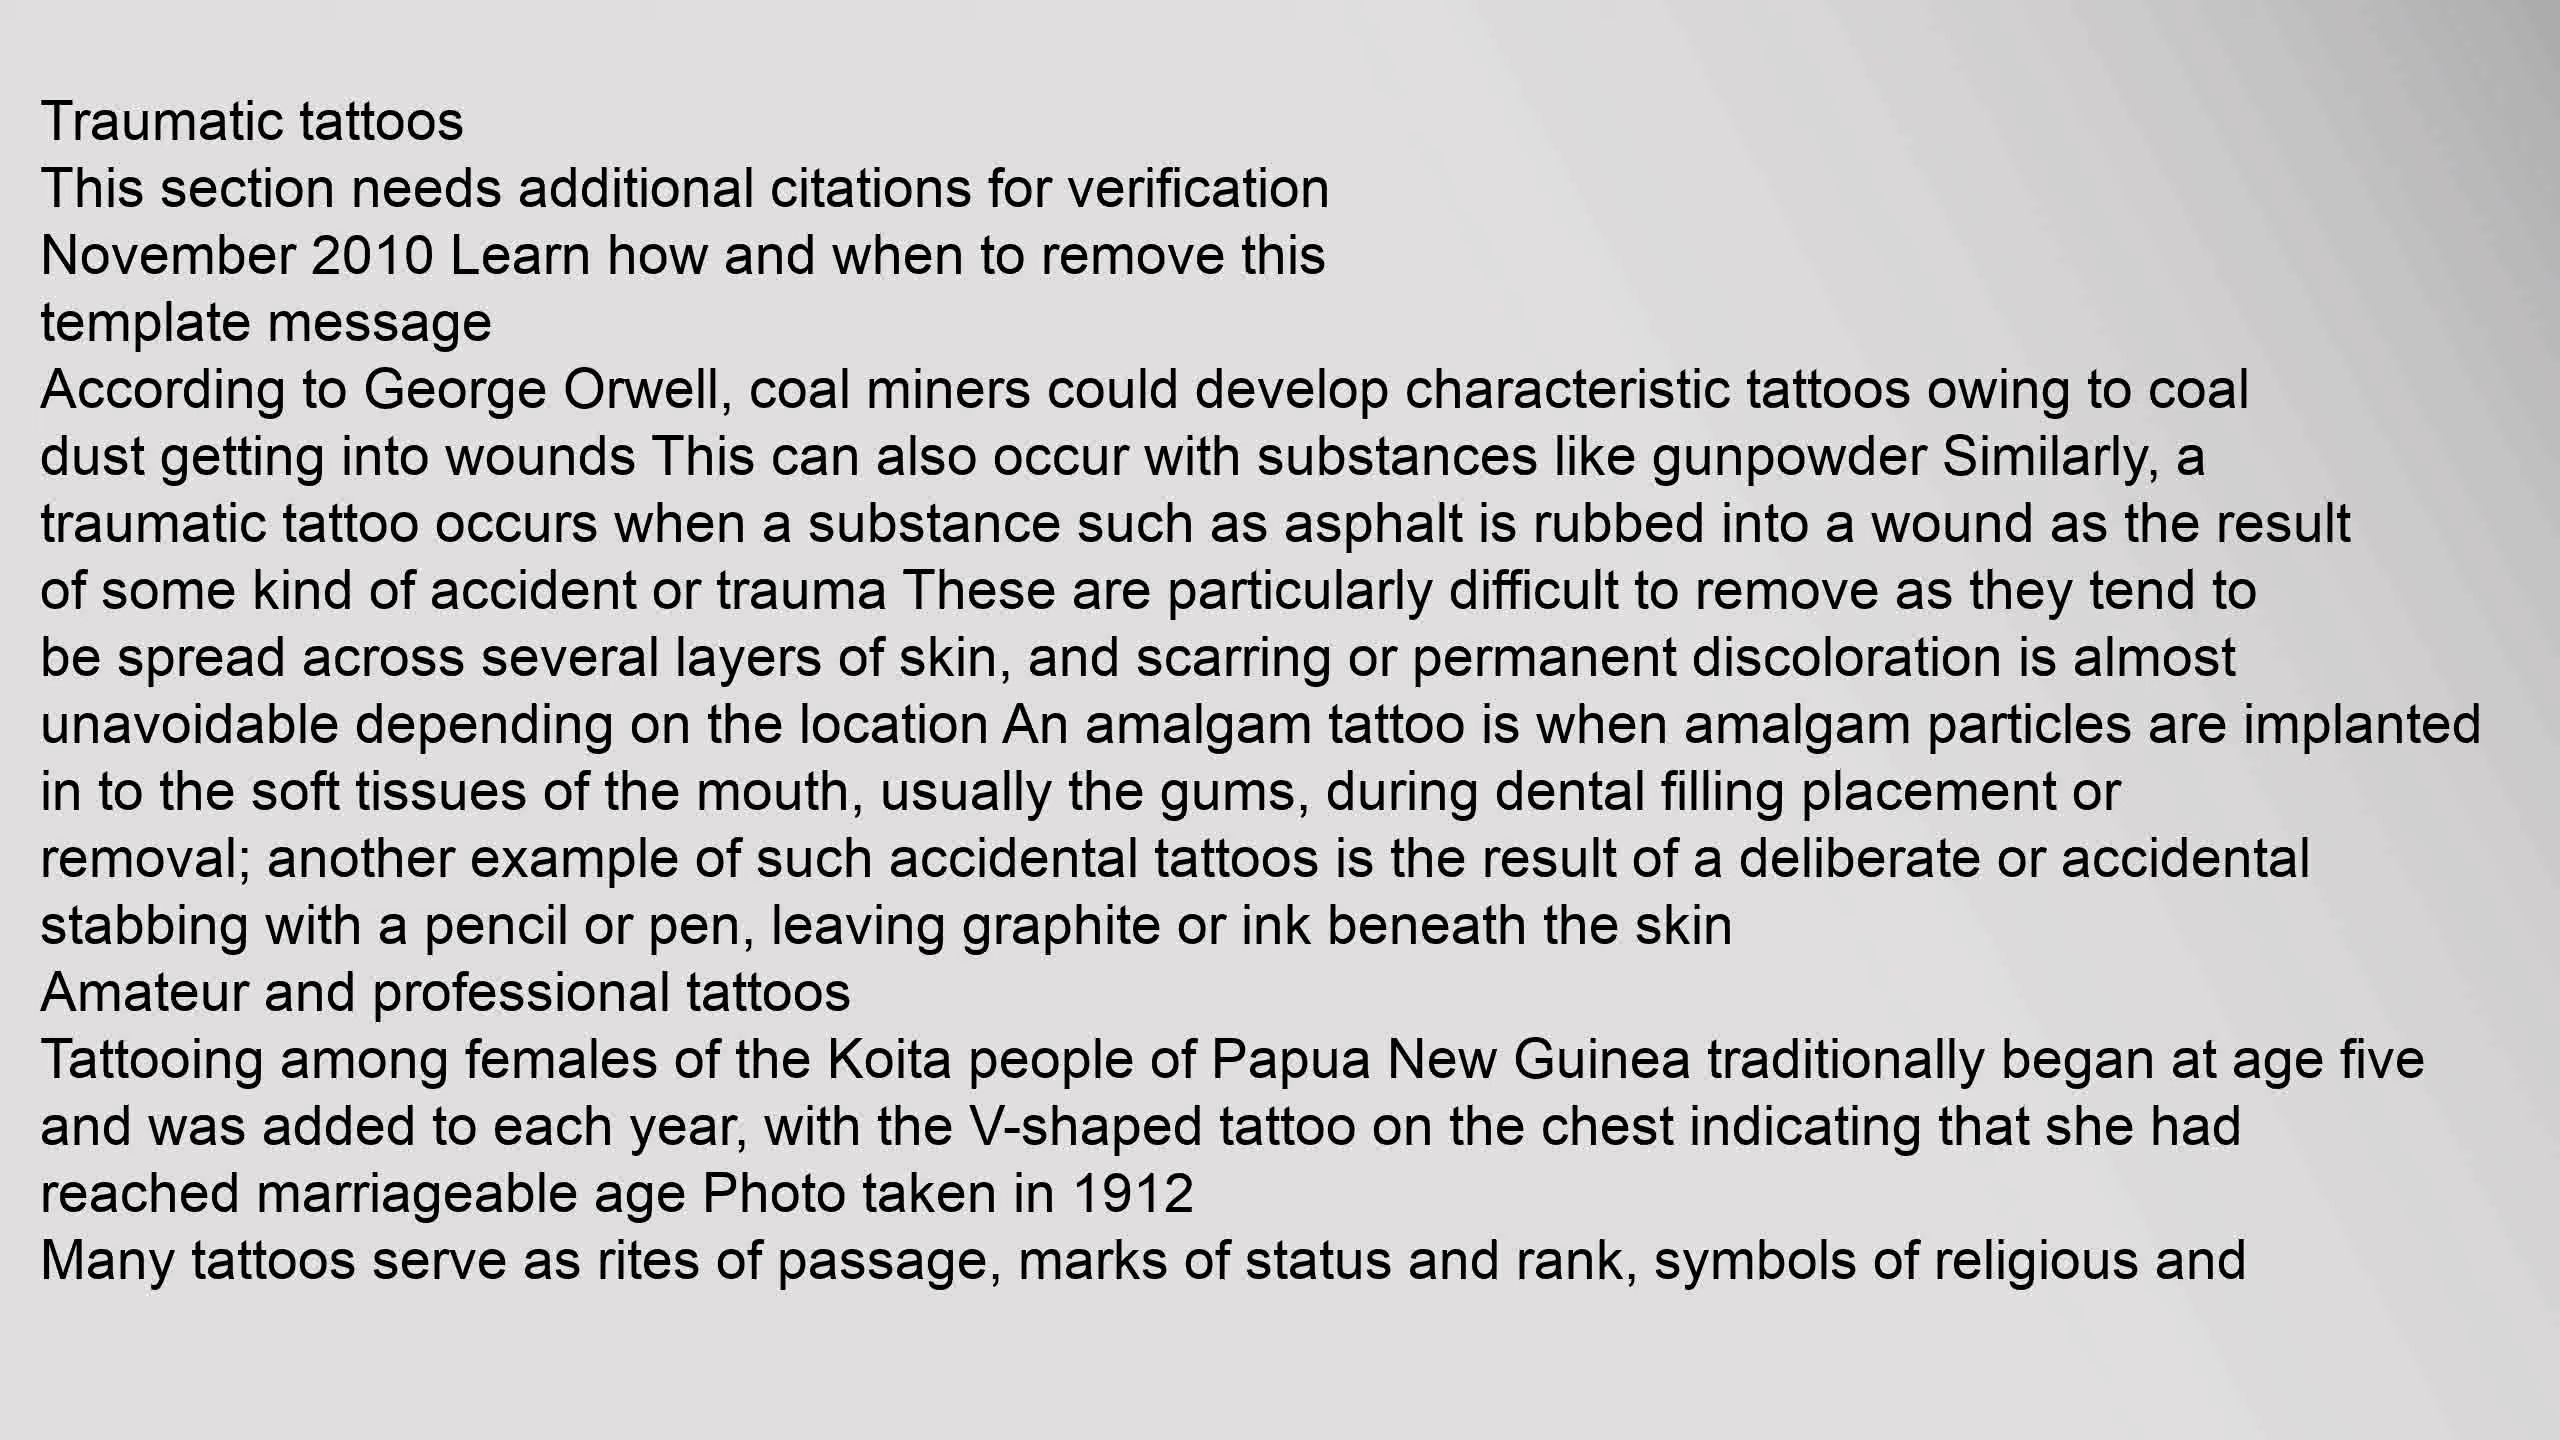 Traumatic tattoos
This section needs additional citations for verification
November 2010 Learn how and when to remove this
template message
According to George Orwell, coal miners could develop characteristic tattoos owing to coal
dust getting into wounds This can also occur with substances like gunpowder Similarly, a
traumatic tattoo occurs when a substance such as asphalt is rubbed into a wound as the result
of some kind of accident or trauma These are particularly difficult to remove as they tend to
be spread across several layers of skin, and scarring or permanent discoloration is almost
unavoidable depending on the location An amalgam tattoo is when amalgam particles are implanted
in to the soft tissues of the mouth, usually the gums, during dental filling placement or
removal; another example of such accidental tattoos is the result of a deliberate or accidental
stabbing with a pencil or pen, leaving graphite or ink beneath the skin
Amateur and professional tattoos
Tattooing among females of the Koita people of Papua New Guinea traditionally began at age five
and was added to each year, with the V-shaped tattoo on the chest indicating that she had
reached marriageable age Photo taken in 1912
Many tattoos serve as rites of passage, marks of status and rank, symbols of religious and